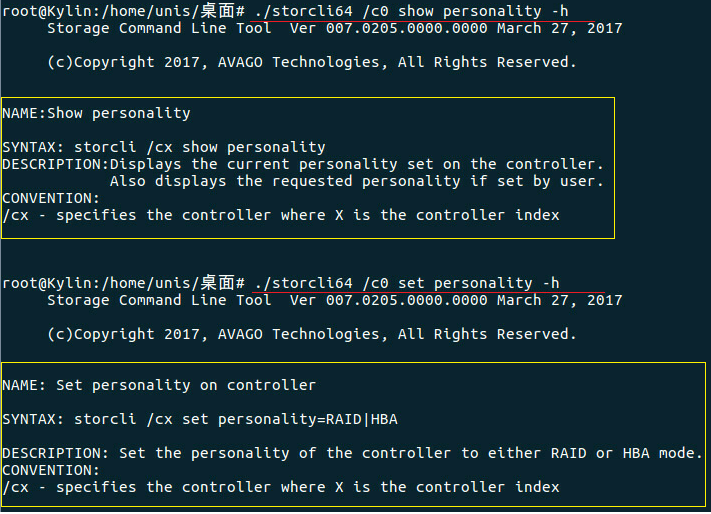 root@Kylin:/home/unis/桌面# ./storcli64 /c0 show personality -h
Storage Command Line Tool  Ver 007.0205.0000.0000 March 27, 2017
(c)Copyright 2017, AVAGO Technologies, All Rights Reserved.
NAME:Show personality
SYNTAX: storcli /cx show personality
DESCRIPTION:Displays the current personality set on the controller.
Also displays the requested personality if set by user.
CONVENTION:
/cx - specifies the controller where X is the controller index
root@Kylin:/home/unis/桌面# ./storcli64 /c0 set personality -h
Storage Command Line Tool  Ver 007.0205.0000.0000 March 27, 2017
(c)Copyright 2017, AVAGO Technologies, All Rights Reserved.
NAME: Set personality on controller
SYNTAX: storcli /cx set personality=RAID|HBA
DESCRIPTION: Set the personality of the controller to either RAID or HBA mode.
CONVENTION:
/cx - specifies the controller where X is the controller index